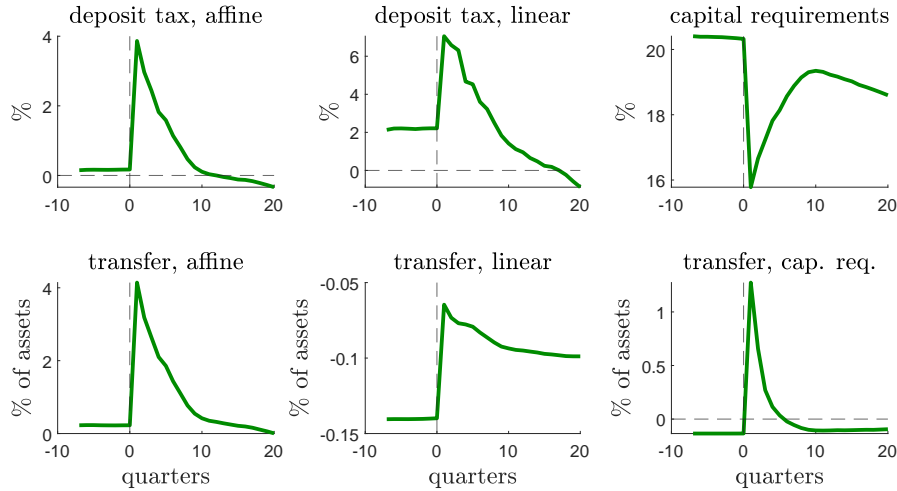 deposit tax, affine
deposit tax, linear
capital requirements
%
4
2
0
-10 0 10 20
%
6
4
2
0
-10 0 10 20
%
20
18
16
-10 0 10 20
transfer, affine
transfer, linear
transfer, cap. req.
% of assets
4
2
0
-10 0 10 20
quarters
% of assets
-0.05
-0.1
-0.15
-10 0 10 20
quarters
% of assets
1
0.5
0
-10 0 10 20
quarters